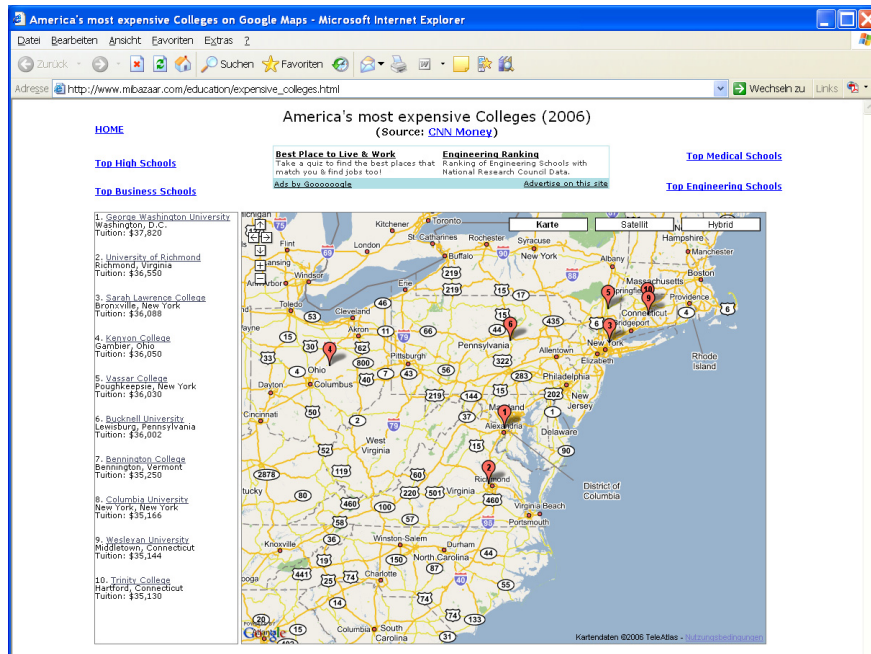 America's most expensive Colleges on Google Maps - Microsoft Internet Explorer
Datei Bearbeiten Ansicht Favoriten Extras ?
Zurück Suchen Favoriten
Adresse http://www.mibazaar.com/education/expensive_colleges.html Wechseln zu Links
America's most expensive Colleges (2006)
(Source: CNN Money)
HOME
Top High Schools
Top Business Schools
Best Place to Live & Work
Take a quiz to find the best places that
match you & find jobs too!
Engineering Ranking
Ranking of Engineering Schools with
National Research Council Data.
Ads by Goooooogle
Advertise on this site
Top Medical Schools
Top Engineering Schools
1. George Washington University
Washington, D.C.
Tuition: $37,820
2. University of Richmond
Richmond, Virginia
Tuition: $36,550
3. Sarah Lawrence College
Bronxville, New York
Tuition: $36,088
4. Kenyon College
Gambier, Ohio
Tuition: $36,050
5. Vassar College
Poughkeepsie, New York
Tuition: $36,030
6. Bucknell University
Lewisburg, Pennsylvania
Tuition: $36,002
7. Bennington College
Bennington, Vermont
Tuition: $35,250
8. Columbia University
New York, New York
Tuition: $35,166
9. Wesleyan University
Middletown, Connecticut
Tuition: $35,144
10. Trinity College
Hartford, Connecticut
Tuition: $35,130
Karte Satellit Hybrid
Kitchener
Toronto
London
St. Catharines
Rochester
Syracuse
Buffalo
New York
Albany
Hampshire
Manchester
Flint
Windsor
Erie
Massachusetts
Boston
Providence
Connecticut
Bridgeport
Rhode
Island
Toledo
Cleveland
Akron
Pittsburgh
Pennsylvania
Allentown
New York
Elizabeth
Philadelphia
New
Jersey
Ohio
Columbus
Dayton
Cincinnati
West
Virginia
Maryland
Alexandria
Delaware
District of
Columbia
Richmond
Virginia
Virginia Beach
Portsmouth
Knoxville
Winston-Salem
Durham
North Carolina
Charlotte
Columbia
South
Carolina
Google
Kartendaten ©2006 TeleAtlas - Nutzungsbedingungen